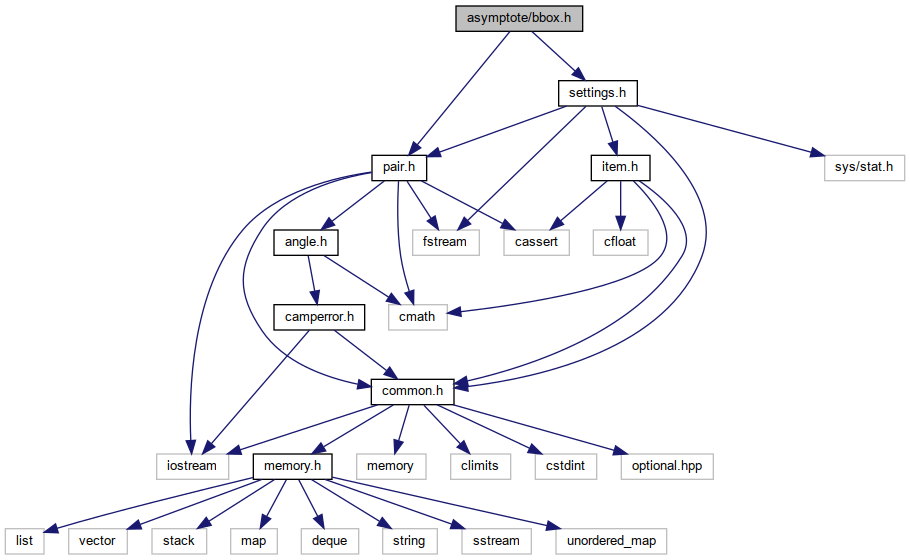 asymptote/bbox.h
settings.h
pair.h
item.h
sys/stat.h
angle.h
fstream
cassert
cfloat
camperror.h
cmath
common.h
iostream
memory.h
memory
climits
cstdint
optional.hpp
list
vector
stack
map
deque
string
sstream
unordered_map